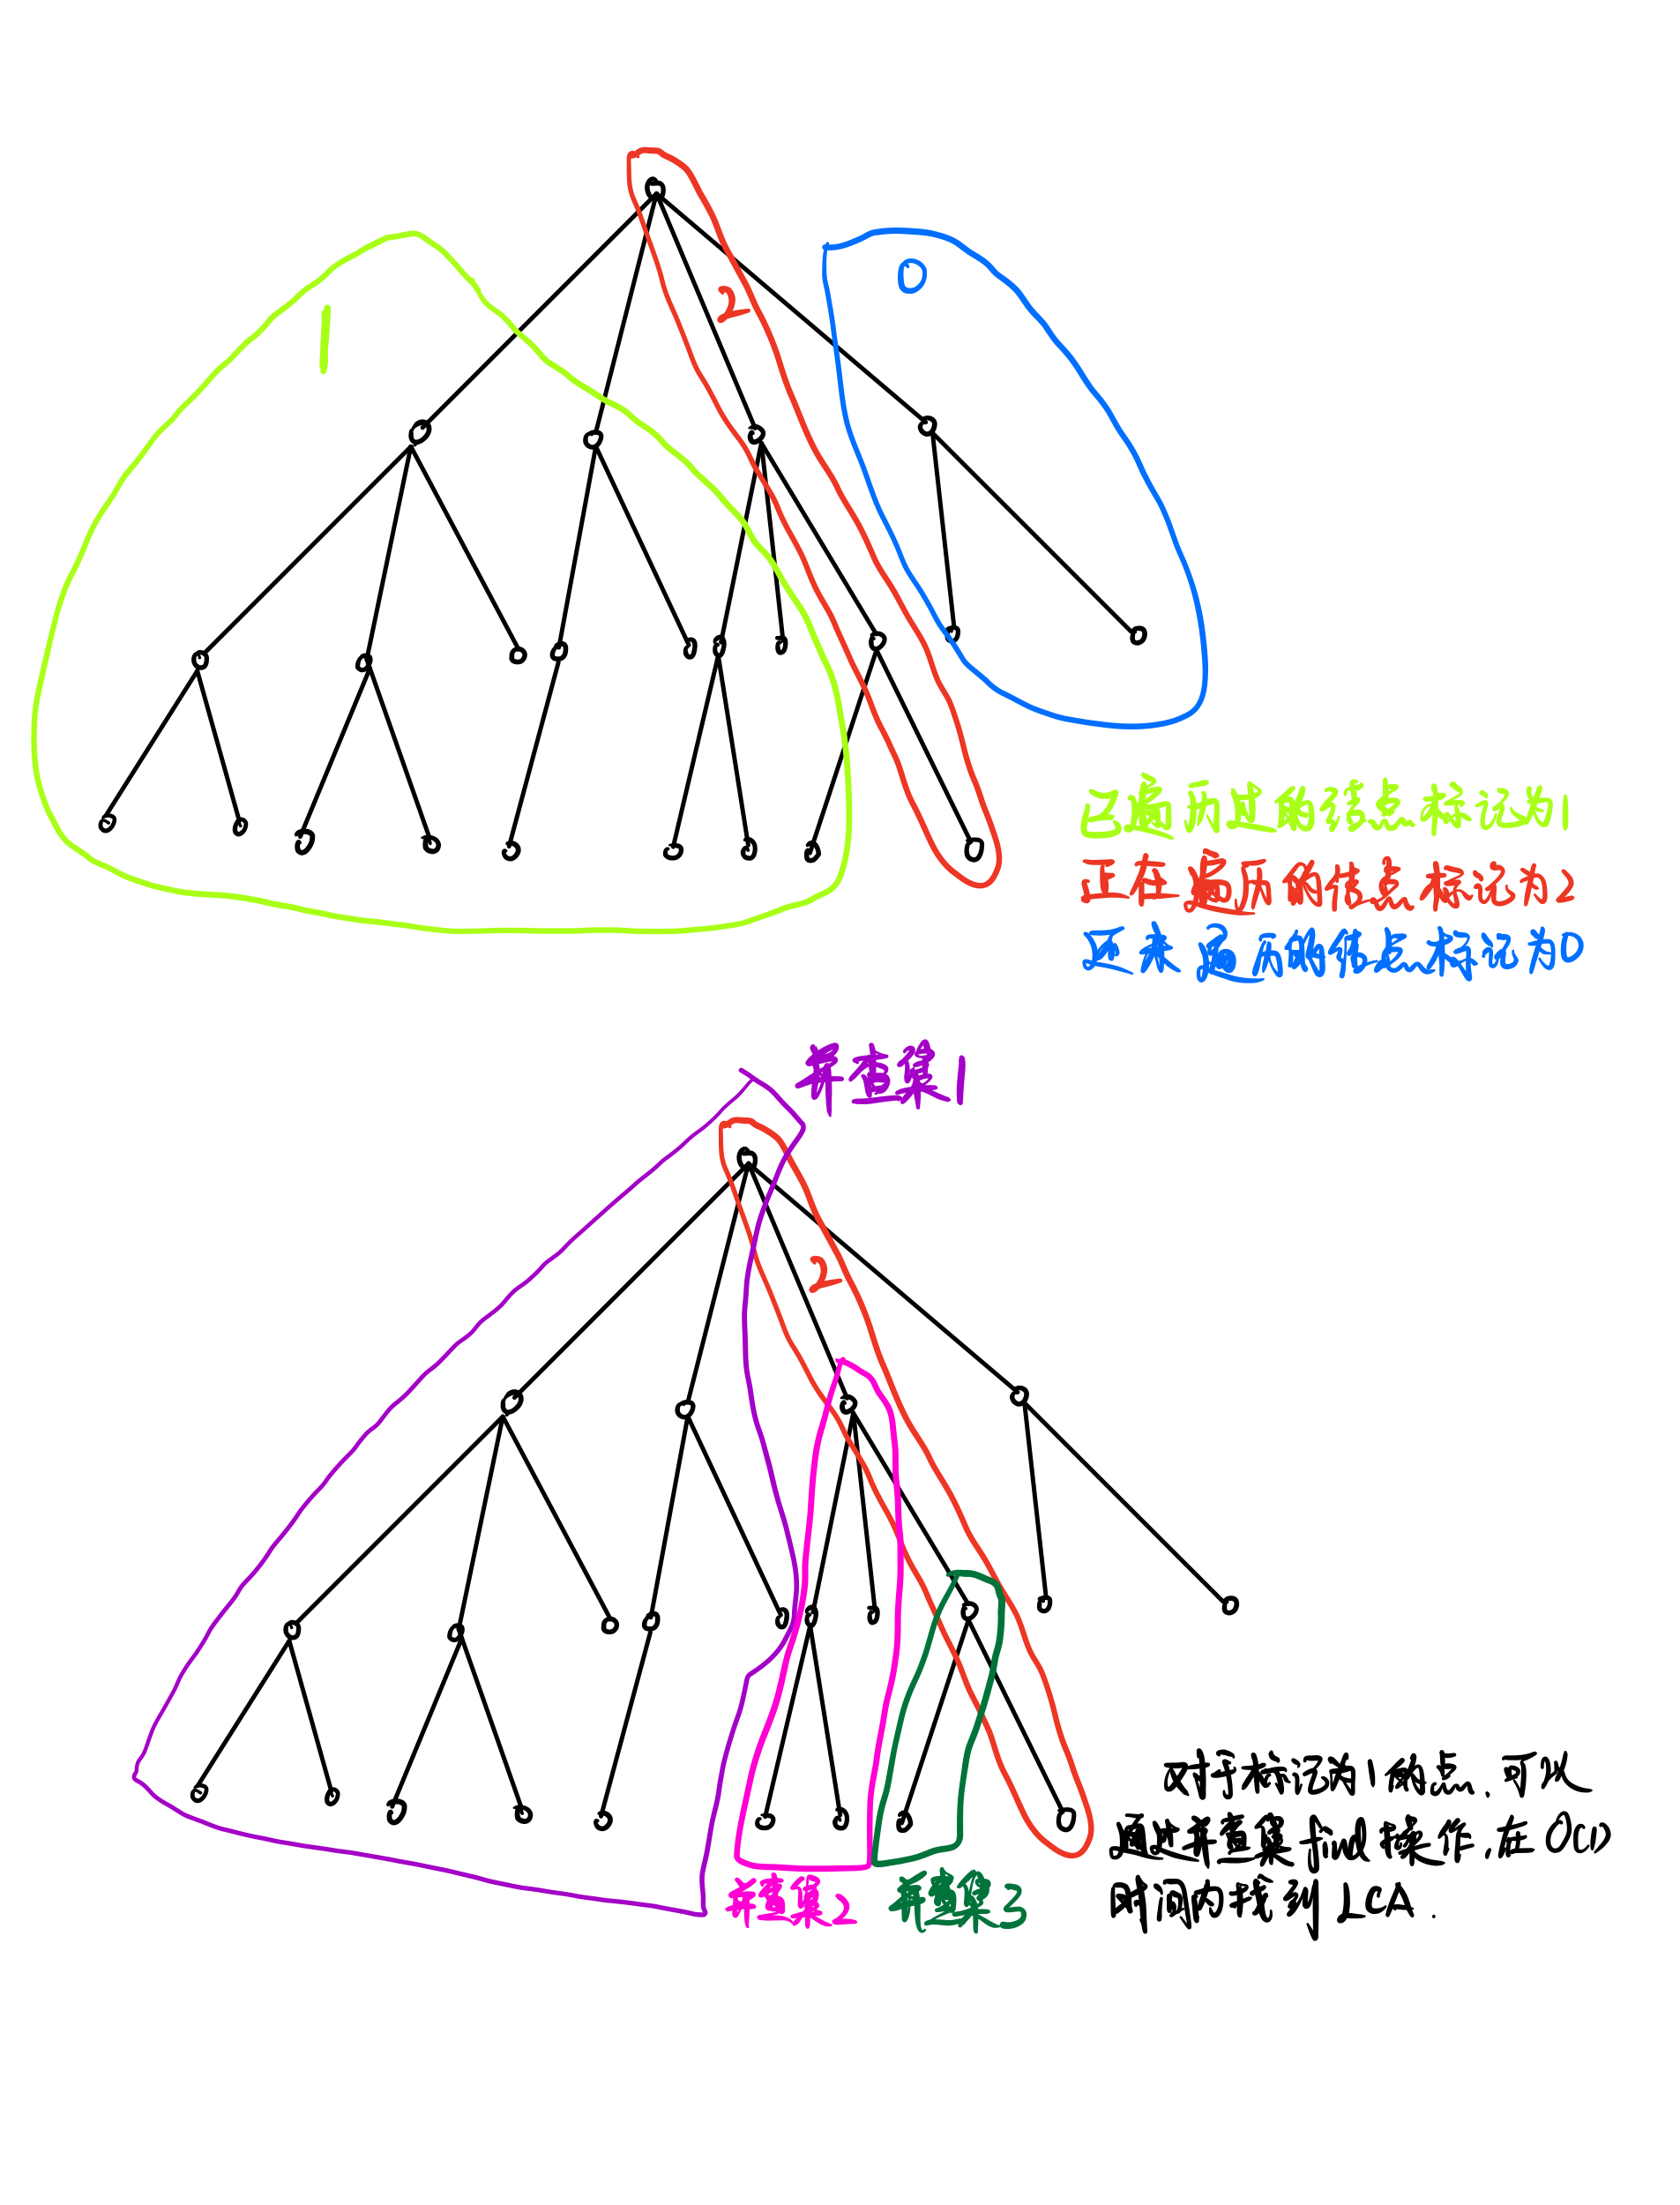 1
2
0
已遍历过的结点标记为1
正在遍历的结点标记为2
还未遍历的结点标记为0
并查集1
2
对于标记为1的点,可以
通过并查集find操作,在O(1)
时间内找到LCA.
并查集2
并查集3